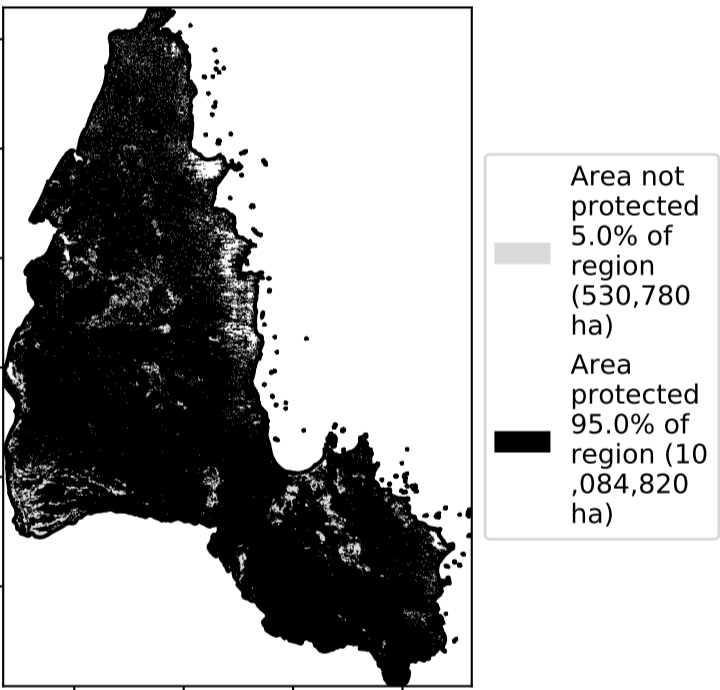 Area not
protected
5.0% of
region
(530,780
ha)
Area
protected
95.0% of
region (10
,084,820
ha)